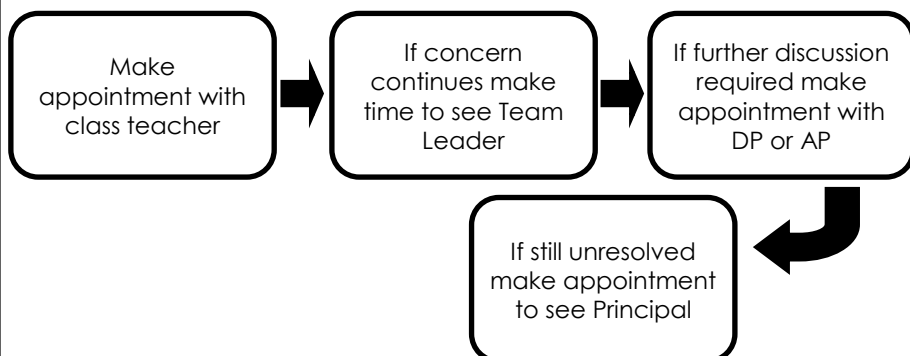 Make
appointment with
class teacher
If concern
continues make
time to see Team
Leader
If further discussion
required make
appointment with
DP or AP
If still unresolved
make appointment
to see Principal